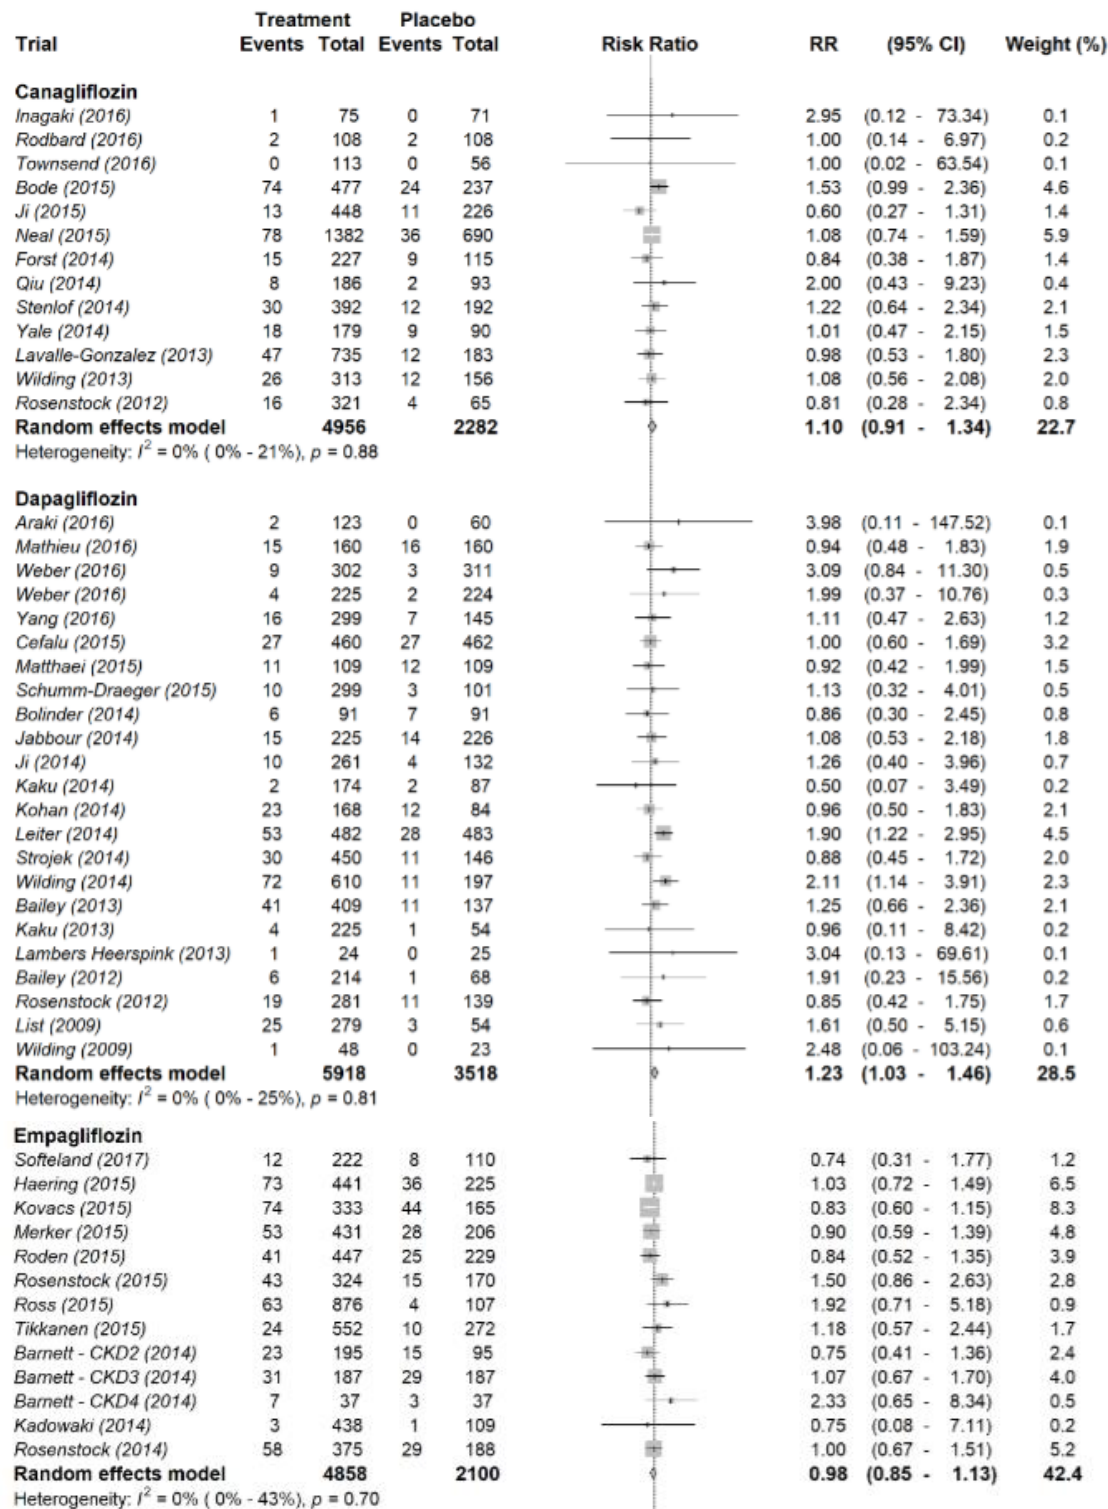 Treatment Placebo
Trial Events Total Events Total Risk Ratio RR (95% CI) Weight (%)
Canagliflozin
Inagaki (2016) 1 75 0 71 2.95 (0.12 - 73.34) 0.1
Rodbard (2016) 2 108 2 108 1.00 (0.14 - 6.97) 0.2
Townsend (2016) 0 113 0 56 1.00 (0.02 - 63.54) 0.1
Bode (2015) 74 477 24 237 1.53 (0.99 - 2.36) 4.6
Ji (2015) 13 448 11 226 0.60 (0.27 - 1.31) 1.4
Neal (2015) 78 1382 36 690 1.08 (0.74 - 1.59) 5.9
Forst (2014) 15 227 9 115 0.84 (0.38 - 1.87) 1.4
Qiu (2014) 8 186 2 93 2.00 (0.43 - 9.23) 0.4
Stenlof (2014) 30 392 12 192 1.22 (0.64 - 2.34) 2.1
Yale (2014) 18 179 9 90 1.01 (0.47 - 2.15) 1.5
Lavalle-Gonzalez (2013) 47 735 12 183 0.98 (0.53 - 1.80) 2.3
Wilding (2013) 26 313 12 156 1.08 (0.56 - 2.08) 2.0
Rosenstock (2012) 16 321 4 65 0.81 (0.28 - 2.34) 0.8
Random effects model 4956 2282 1.10 (0.91 - 1.34) 22.7
Heterogeneity: I² = 0% ( 0% - 21%), p = 0.88
Dapagliflozin
Araki (2016) 2 123 0 60 3.98 (0.11 - 147.52) 0.1
Mathieu (2016) 15 160 16 160 0.94 (0.48 - 1.83) 1.9
Weber (2016) 9 302 3 311 3.09 (0.84 - 11.30) 0.5
Weber (2016) 4 225 2 224 1.99 (0.37 - 10.76) 0.3
Yang (2016) 16 299 7 145 1.11 (0.47 - 2.63) 1.2
Cefalu (2015) 27 460 27 462 1.00 (0.60 - 1.69) 3.2
Matthaei (2015) 11 109 12 109 0.92 (0.42 - 1.99) 1.5
Schumm-Draeger (2015) 10 299 3 101 1.13 (0.32 - 4.01) 0.5
Bolinder (2014) 6 91 7 91 0.86 (0.30 - 2.45) 0.8
Jabbour (2014) 15 225 14 226 1.08 (0.53 - 2.18) 1.8
Ji (2014) 10 261 4 132 1.26 (0.40 - 3.96) 0.7
Kaku (2014) 2 174 2 87 0.50 (0.07 - 3.49) 0.2
Kohan (2014) 23 168 12 84 0.96 (0.50 - 1.83) 2.1
Leiter (2014) 53 482 28 483 1.90 (1.22 - 2.95) 4.5
Strojek (2014) 30 450 11 146 0.88 (0.45 - 1.72) 2.0
Wilding (2014) 72 610 11 197 2.11 (1.14 - 3.91) 2.3
Bailey (2013) 41 409 11 137 1.25 (0.66 - 2.36) 2.1
Kaku (2013) 4 225 1 54 0.96 (0.11 - 8.42) 0.2
Lambers Heerspink (2013) 1 24 0 25 3.04 (0.13 - 69.61) 0.1
Bailey (2012) 6 214 1 68 1.91 (0.23 - 15.56) 0.2
Rosenstock (2012) 19 281 11 139 0.85 (0.42 - 1.75) 1.7
List (2009) 25 279 3 54 1.61 (0.50 - 5.15) 0.6
Wilding (2009) 1 48 0 23 2.48 (0.06 - 103.24) 0.1
Random effects model 5918 3518 1.23 (1.03 - 1.46) 28.5
Heterogeneity: I² = 0% ( 0% - 25%), p = 0.81
Empagliflozin
Softeland (2017) 12 222 8 110 0.74 (0.31 - 1.77) 1.2
Haering (2015) 73 441 36 225 1.03 (0.72 - 1.49) 6.5
Kovacs (2015) 74 333 44 165 0.83 (0.60 - 1.15) 8.3
Merker (2015) 53 431 28 206 0.90 (0.59 - 1.39) 4.8
Roden (2015) 41 447 25 229 0.84 (0.52 - 1.35) 3.9
Rosenstock (2015) 43 324 15 170 1.50 (0.86 - 2.63) 2.8
Ross (2015) 63 876 4 107 1.92 (0.71 - 5.18) 0.9
Tikkanen (2015) 24 552 10 272 1.18 (0.57 - 2.44) 1.7
Barnett - CKD2 (2014) 23 195 15 95 0.75 (0.41 - 1.36) 2.4
Barnett - CKD3 (2014) 31 187 29 187 1.07 (0.67 - 1.70) 4.0
Barnett - CKD4 (2014) 7 37 3 37 2.33 (0.65 - 8.34) 0.5
Kadowaki (2014) 3 438 1 109 0.75 (0.08 - 7.11) 0.2
Rosenstock (2014) 58 375 29 188 1.00 (0.67 - 1.51) 5.2
Random effects model 4858 2100 0.98 (0.85 - 1.13) 42.4
Heterogeneity: I² = 0% ( 0% - 43%), p = 0.70